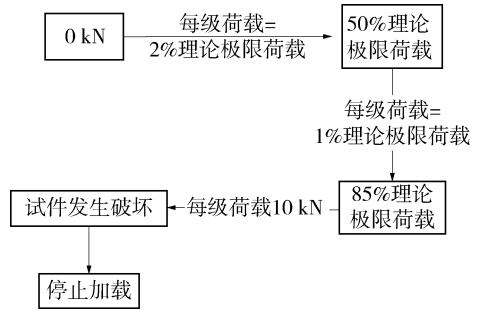 0 kN
每级荷载=
2%理论极限荷载
50%理论
极限荷载
每级荷载=
1%理论极限荷载
85%理论
极限荷载
每级荷载10 kN
试件发生破坏
停止加载